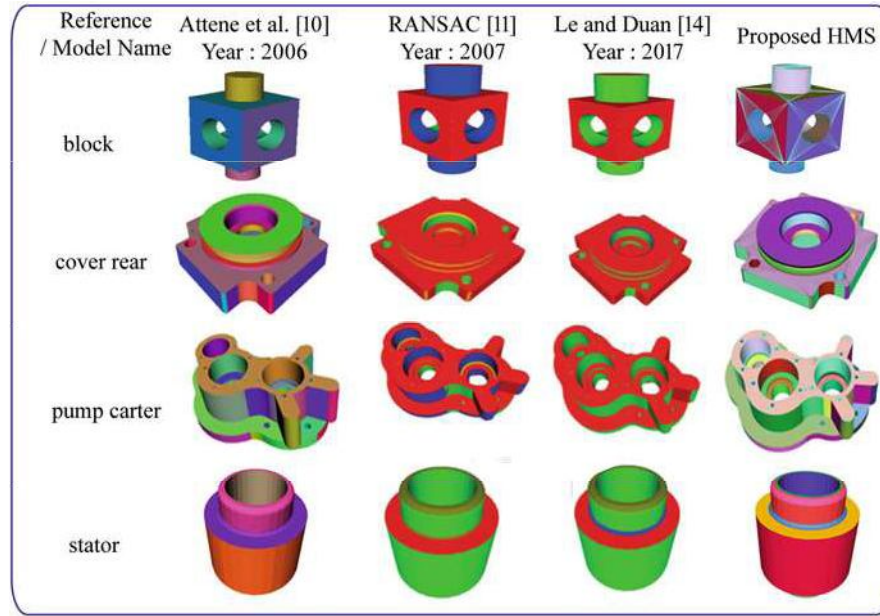 Reference
/ Model Name
Attene et al. [10]
Year : 2006
RANSAC [11]
Year : 2007
Le and Duan [14]
Year : 2017
Proposed HMS
block
cover rear
pump carter
stator